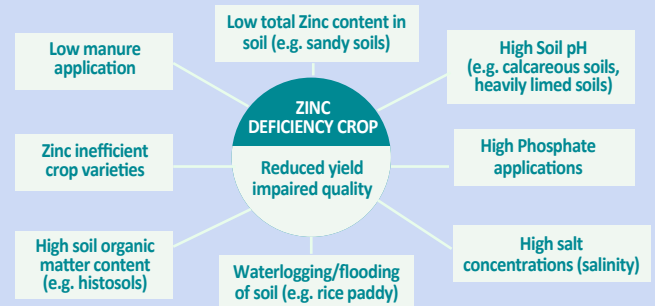 Low total Zinc content in
soil (e.g. sandy soils)
Low manure
application
High Soil pH
(e.g. calcareous soils,
heavily limed soils)
ZINC
DEFICIENCY CROP
Reduced yield
impaired quality
Zinc inefficient
crop varieties
High Phosphate
applications
High soil organic
matter content
(e.g. histosols)
Waterlogging/flooding
of soil (e.g. rice paddy)
High salt
concentrations (salinity)